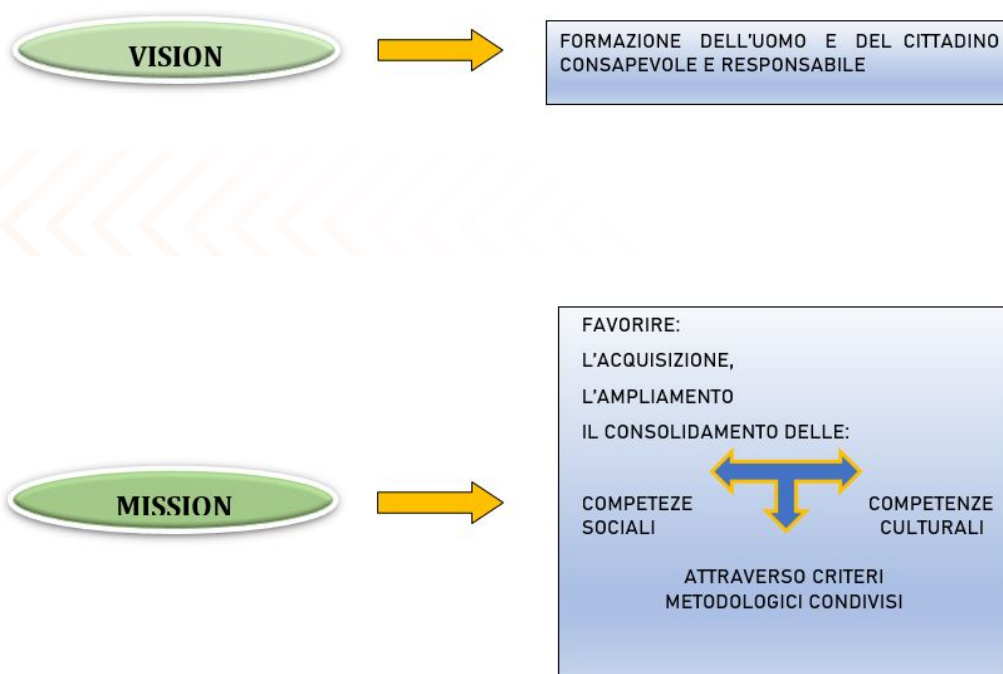 VISION
FORMAZIONE DELL'UOMO E DEL CITTADINO
CONSAPEVOLE E RESPONSABILE
FAVORIRE:
L'ACQUISIZIONE,
L'AMPLIAMENTO
IL CONSOLIDAMENTO DELLE:
MISSION
COMPETEZE
SOCIALI
COMPETENZE
CULTURALI
ATTRAVERSO CRITERI
METODOLOGICI CONDIVISI